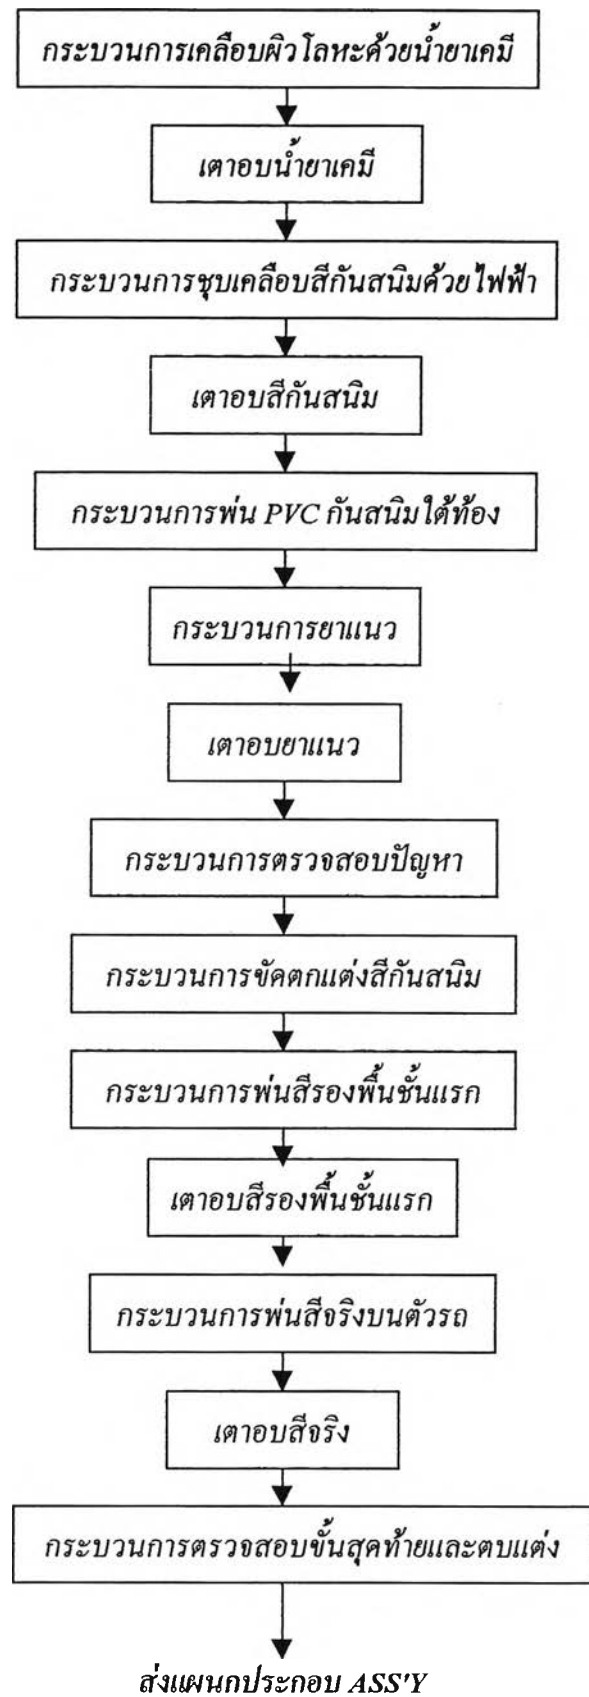 กระบวนการเคลือบผิวโลหะด้วยน้ำยาเคมี
เตาอบน้ำยาเคมี
กระบวนการชุบเคลือบสีกันสนิมด้วยไฟฟ้า
เตาอบสีกันสนิม
กระบวนการพ่น PVC กันสนิมใต้ท้อง
กระบวนการยาแนว
เตาอบยาแนว
กระบวนการตรวจสอบปัญหา
กระบวนการขัดตกแต่งสีกันสนิม
กระบวนการพ่นสีรองพื้นชั้นแรก
เตาอบสีรองพื้นชั้นแรก
กระบวนการพ่นสีจริงบนตัวรถ
เตาอบสีจริง
กระบวนการตรวจสอบขั้นสุดท้ายและตบแต่ง
ส่งแผนกประกอบ ASS'Y